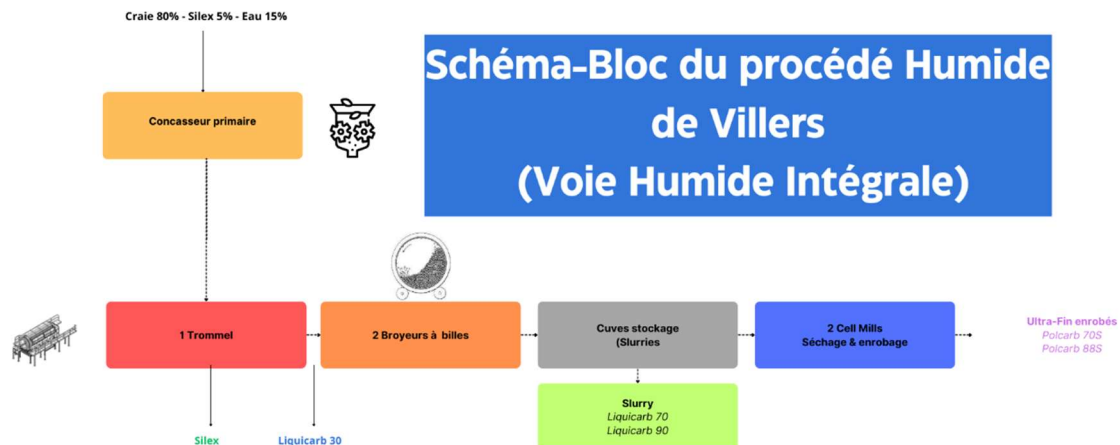 Craie 80% - Silex 5% - Eau 15%
Schéma-Bloc du procédé Humide
de Villers
(Voie Humide Intégrale)
Concasseur primaire
1 Trommel
2 Broyeurs à billes
Cuves stockage
(Slurries
2 Cell Mills
Séchage & enrobage
Ultra-Fin enrobés
Polcarb 70S
Polcarb 88S
Slurry
Liquicarb 70
Liquicarb 90
Silex
Liquicarb 30